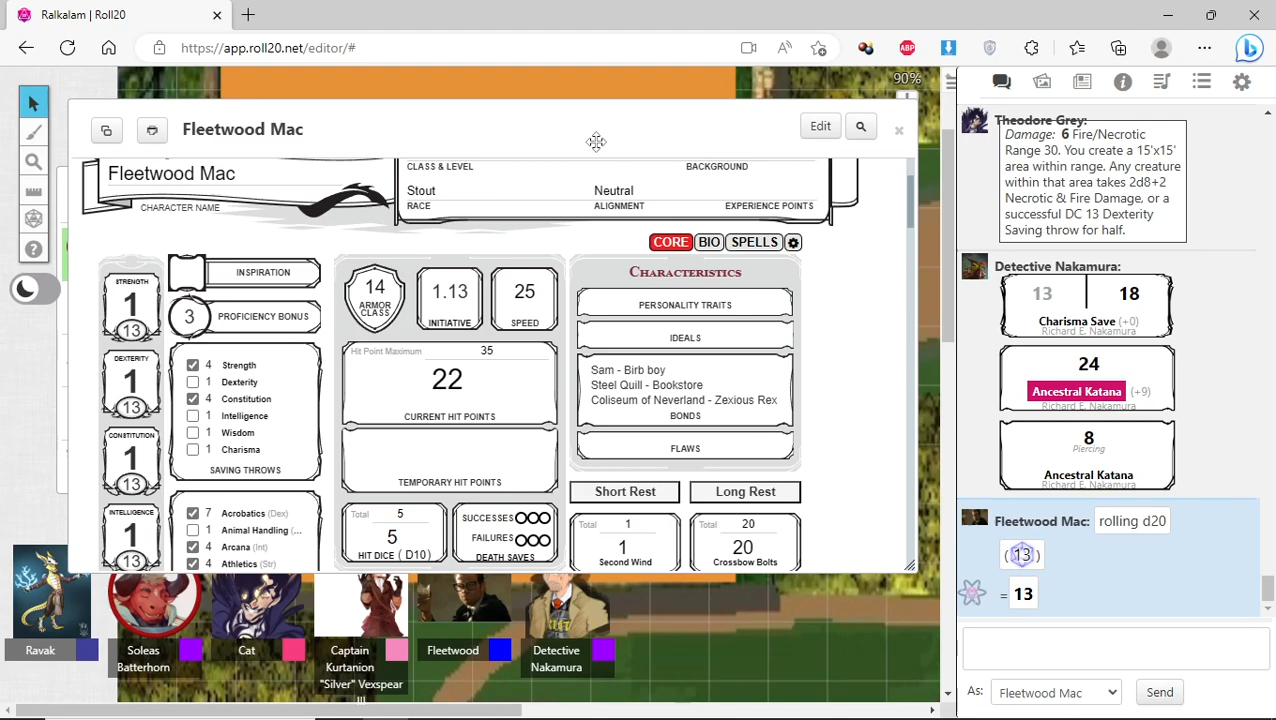 Ralkalam | Roll20
https://app.roll20.net/editor/#
ABP
90%
Fleetwood Mac
Edit
Fleetwood Mac
CHARACTER NAME
CLASS & LEVEL
BACKGROUND
Stout
Neutral
RACE
ALIGNMENT
EXPERIENCE POINTS
CORE
BIO
SPELLS
STRENGTH
1
13
DEXTERITY
1
13
CONSTITUTION
1
13
INTELLIGENCE
1
13
INSPIRATION
3 PROFICIENCY BONUS
4 Strength
1 Dexterity
4 Constitution
1 Intelligence
1 Wisdom
1 Charisma
SAVING THROWS
7 Acrobatics (Dex)
1 Animal Handling (...
4 Arcana (Int)
4 Athletics (Str)
14
ARMOR
CLASS
1.13
INITIATIVE
25
SPEED
Hit Point Maximum 35
22
CURRENT HIT POINTS
TEMPORARY HIT POINTS
Total 5
5
HIT DICE ( D10)
SUCCESSES
FAILURES
DEATH SAVES
CHARACTERISTICS
PERSONALITY TRAITS
IDEALS
Sam - Birb boy
Steel Quill - Bookstore
Coliseum of Neverland - Zexious Rex
BONDS
FLAWS
Short Rest
Long Rest
Total 1
1
Second Wind
Total 20
20
Crossbow Bolts
Ravak
Soleas
Batterhorn
Cat
Captain
Kurtanion
"Silver" Vexspear
III
Fleetwood
Detective
Nakamura
Theodore Grey:
Damage: 6 Fire/Necrotic
Range 30. You create a 15'x15'
area within range. Any creature
within that area takes 2d8+2
Necrotic & Fire Damage, or a
successful DC 13 Dexterity
Saving throw for half.
Detective Nakamura:
13 18
Charisma Save (+0)
Richard E. Nakamura
24
Ancestral Katana (+9)
Richard E. Nakamura
8
Piercing
Ancestral Katana
Richard E. Nakamura
Fleetwood Mac: rolling d20
(13)
= 13
As: Fleetwood Mac
Send